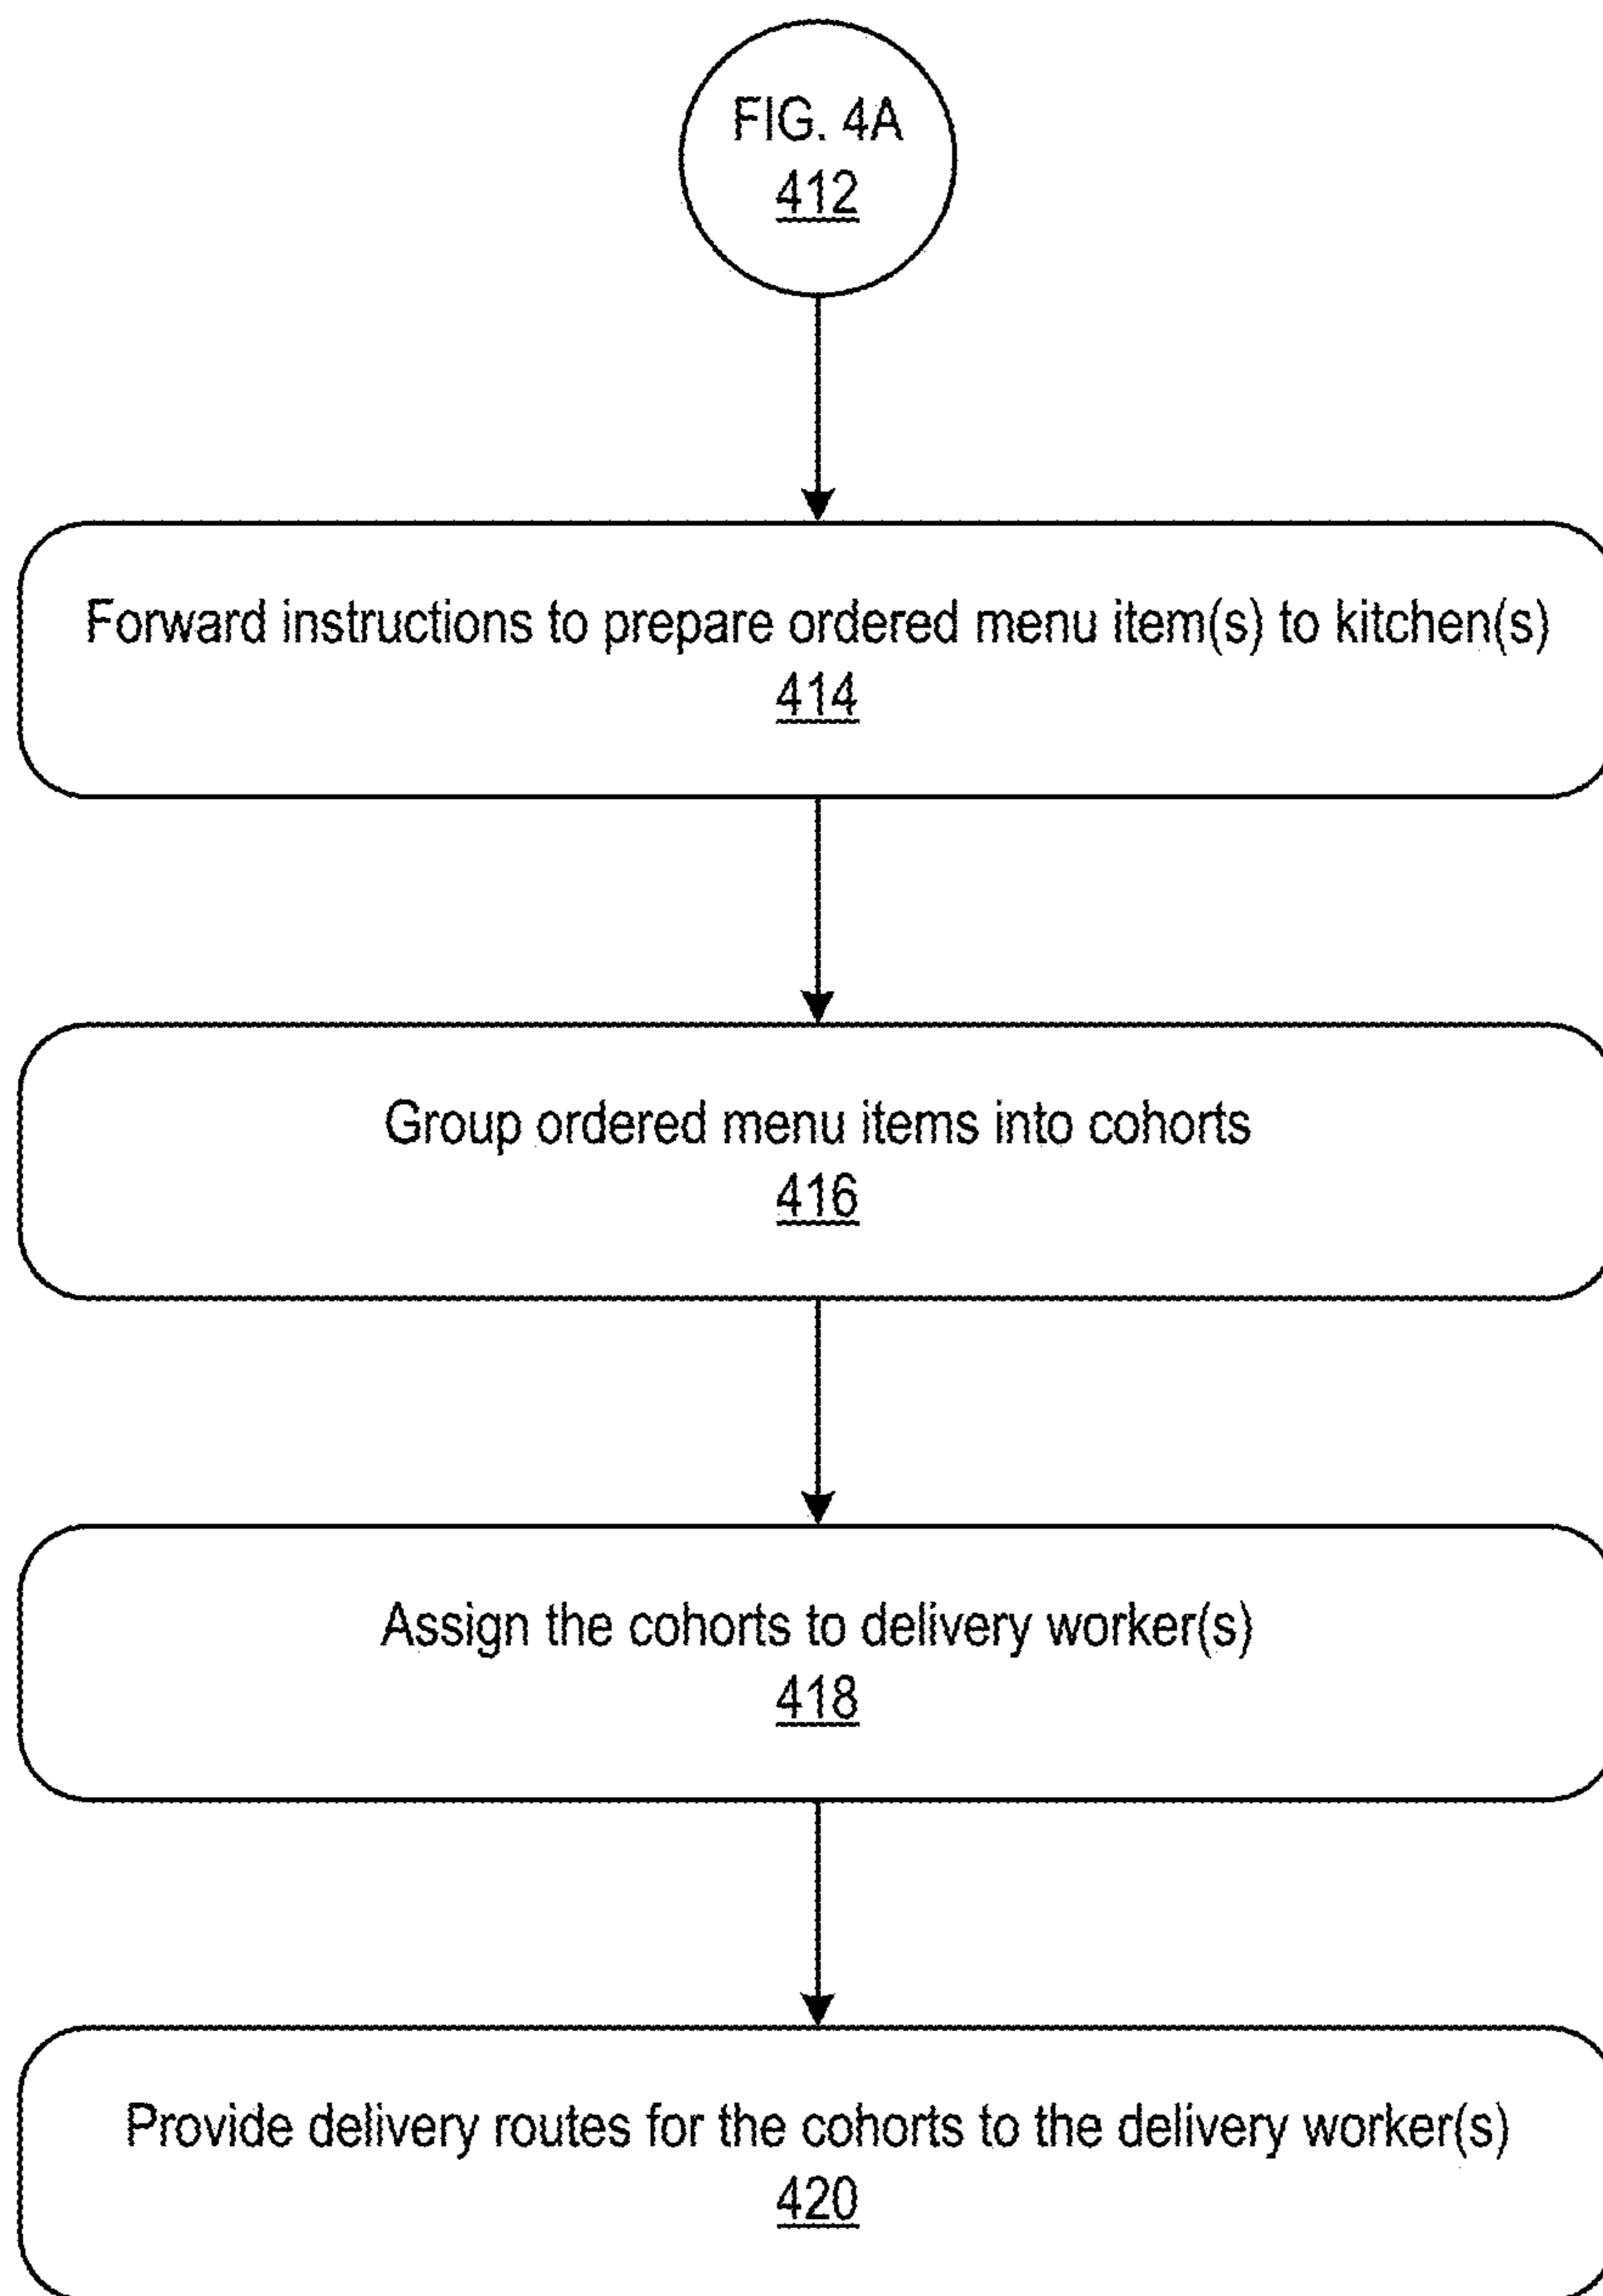 FIG. 4A
412
Forward instructions to prepare ordered menu item(s) to kitchen(s)
414
Group ordered menu items into cohorts
416
Assign the cohorts to delivery worker(s)
418
Provide delivery routes for the cohorts to the delivery worker(s)
420